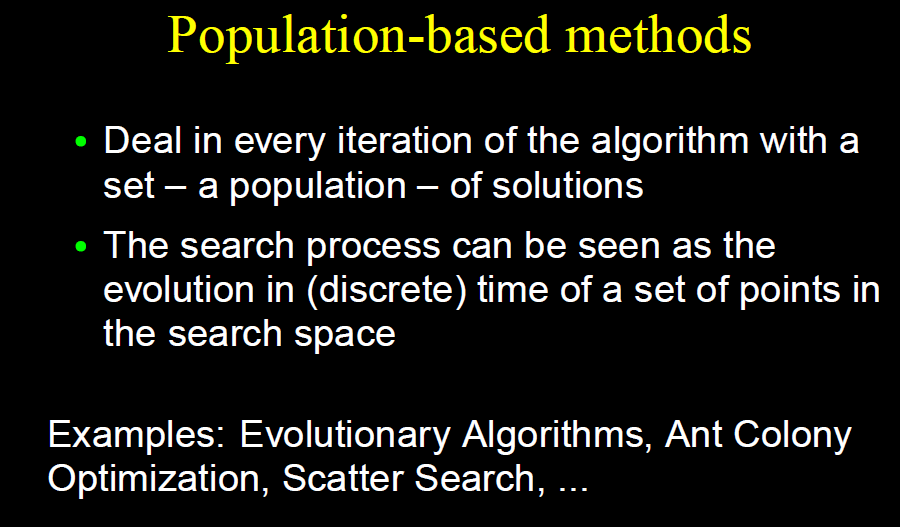 Population-based methods
• Deal in every iteration of the algorithm with a
set – a population – of solutions
• The search process can be seen as the
evolution in (discrete) time of a set of points in
the search space
Examples: Evolutionary Algorithms, Ant Colony
Optimization, Scatter Search, ...